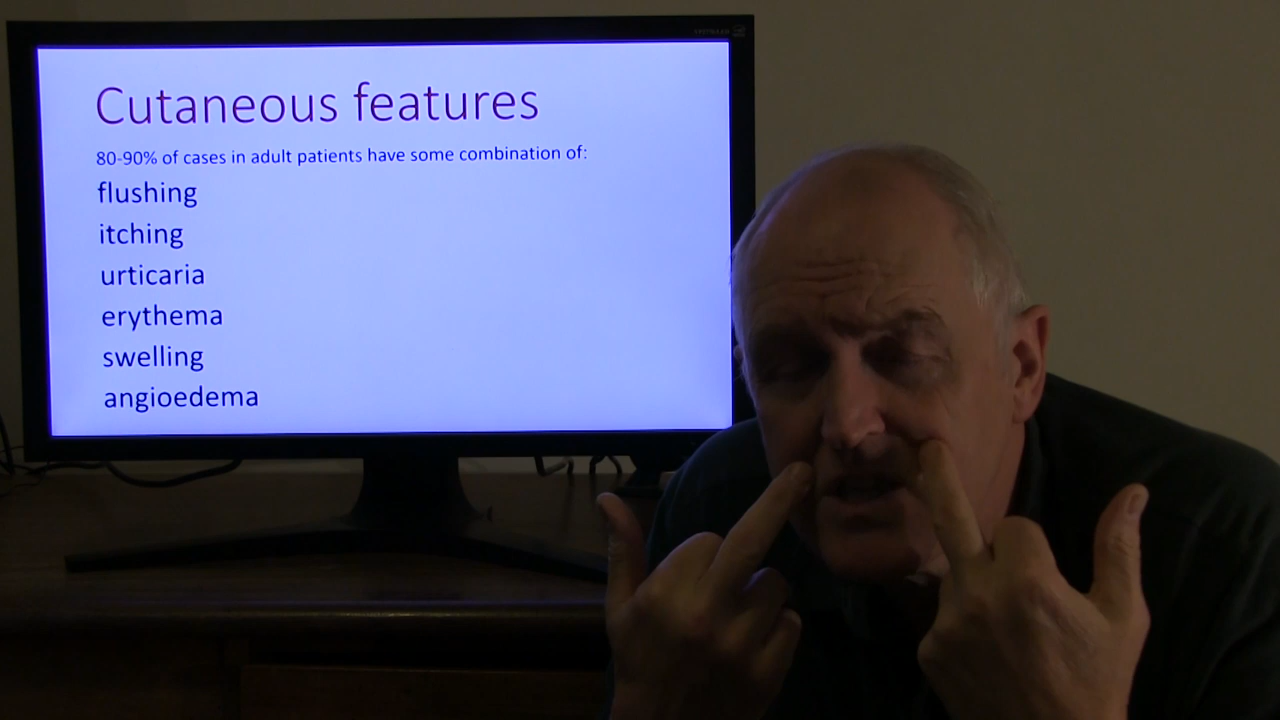 Cutaneous features
80-90% of cases in adult patients have some combination of:
flushing
itching
urticaria
erythema
swelling
angioedema